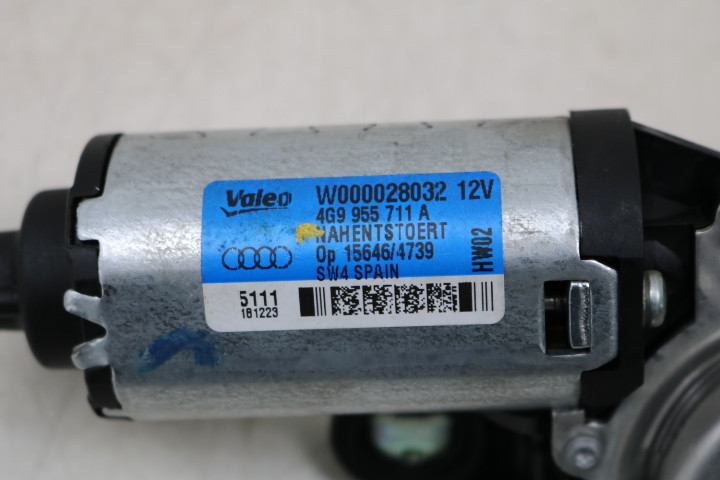 Valeo W000028032 12V
4G9 955 711 A
NAHENTSTOERT
Op 15646/4739
SW4 SPAIN
HW02
5111
181223